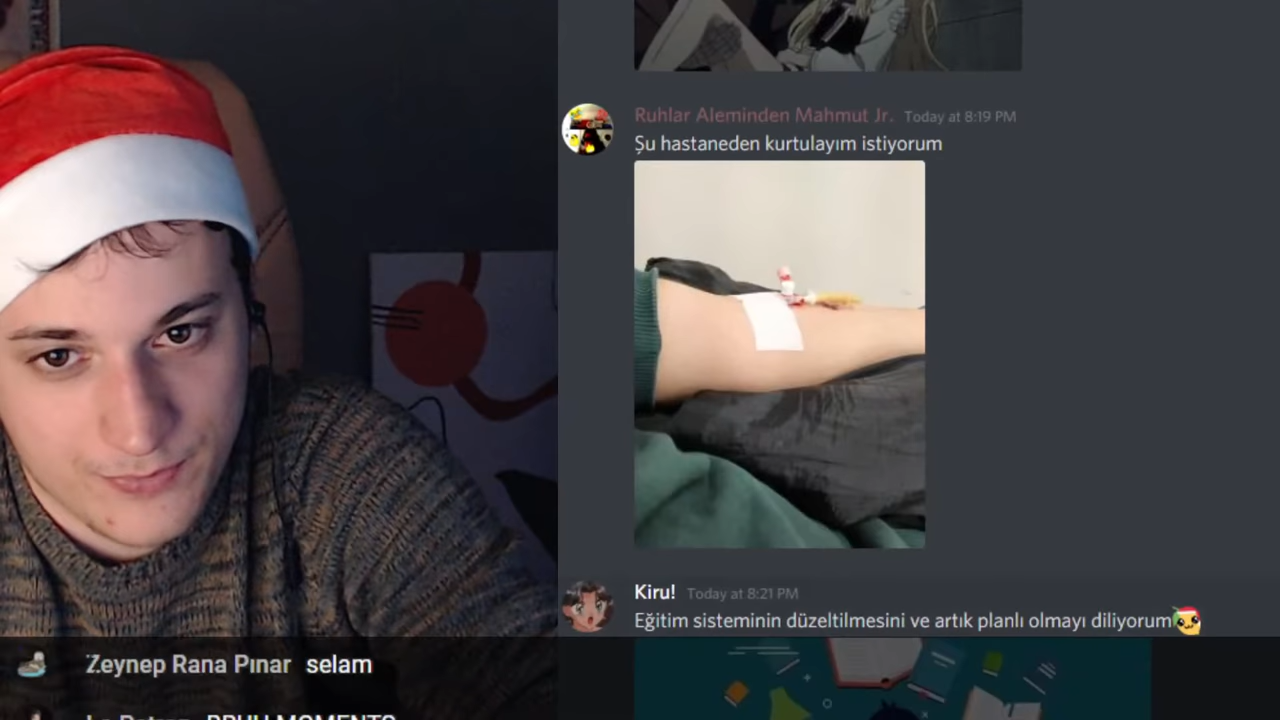 Ruhlar Aleminden Mahmut Jr. Today at 8:19 PM
Şu hastaneden kurtulayım istiyorum
Kiru! Today at 8:21 PM
Eğitim sisteminin düzeltilmesini ve artık planlı olmayı diliyorum
Zeynep Rana Pınar selam